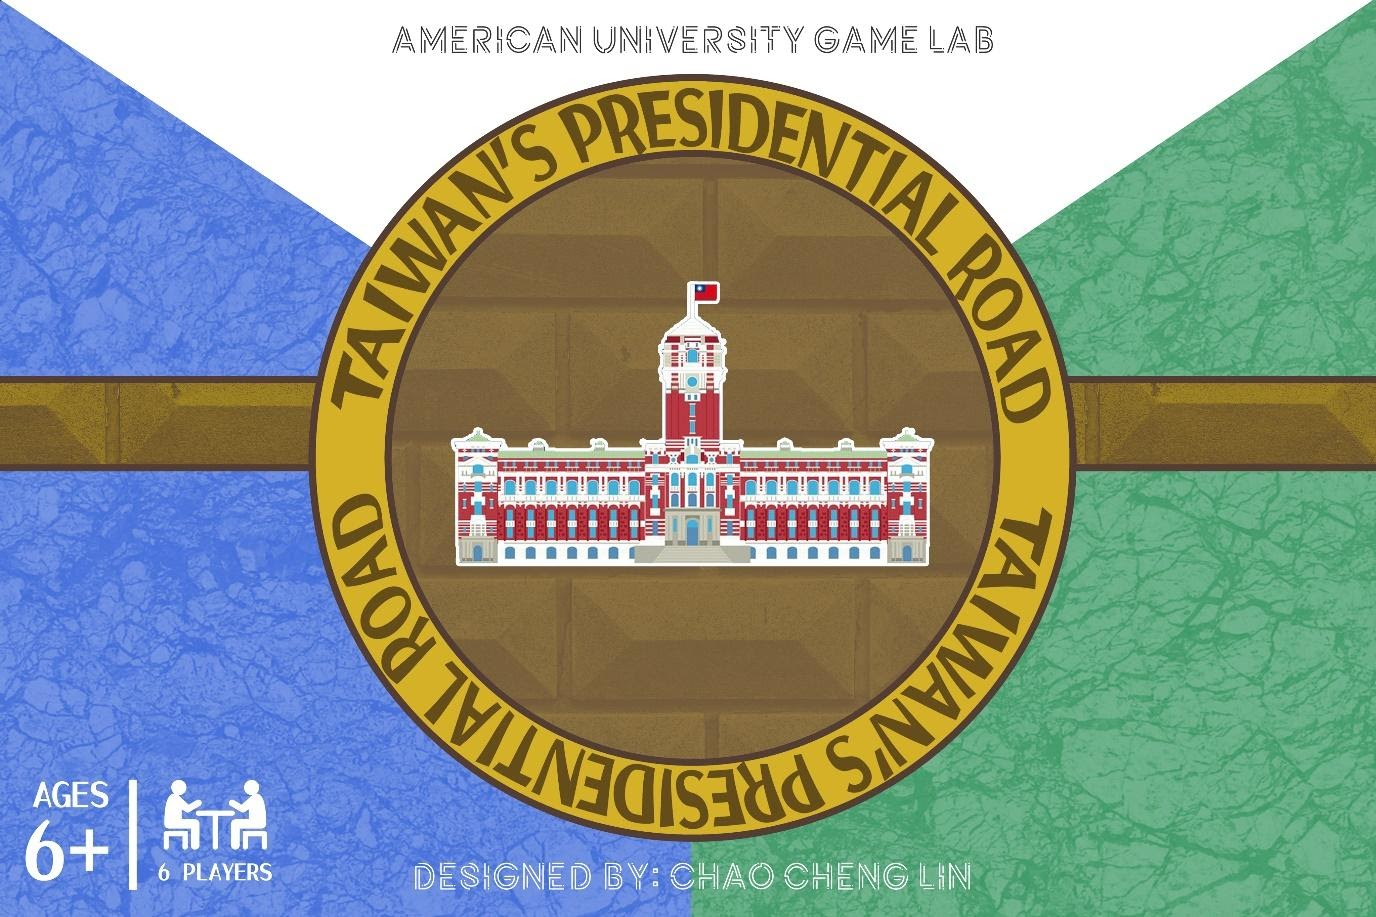 AMERICAN UNIVERSITY GAME LAB
TAIWAN'S PRESIDENTIAL ROAD
TAIWAN'S PRESIDENTIAL ROAD
AGES
6+
6 PLAYERS
DESIGNED BY: CHAO CHENG LIN